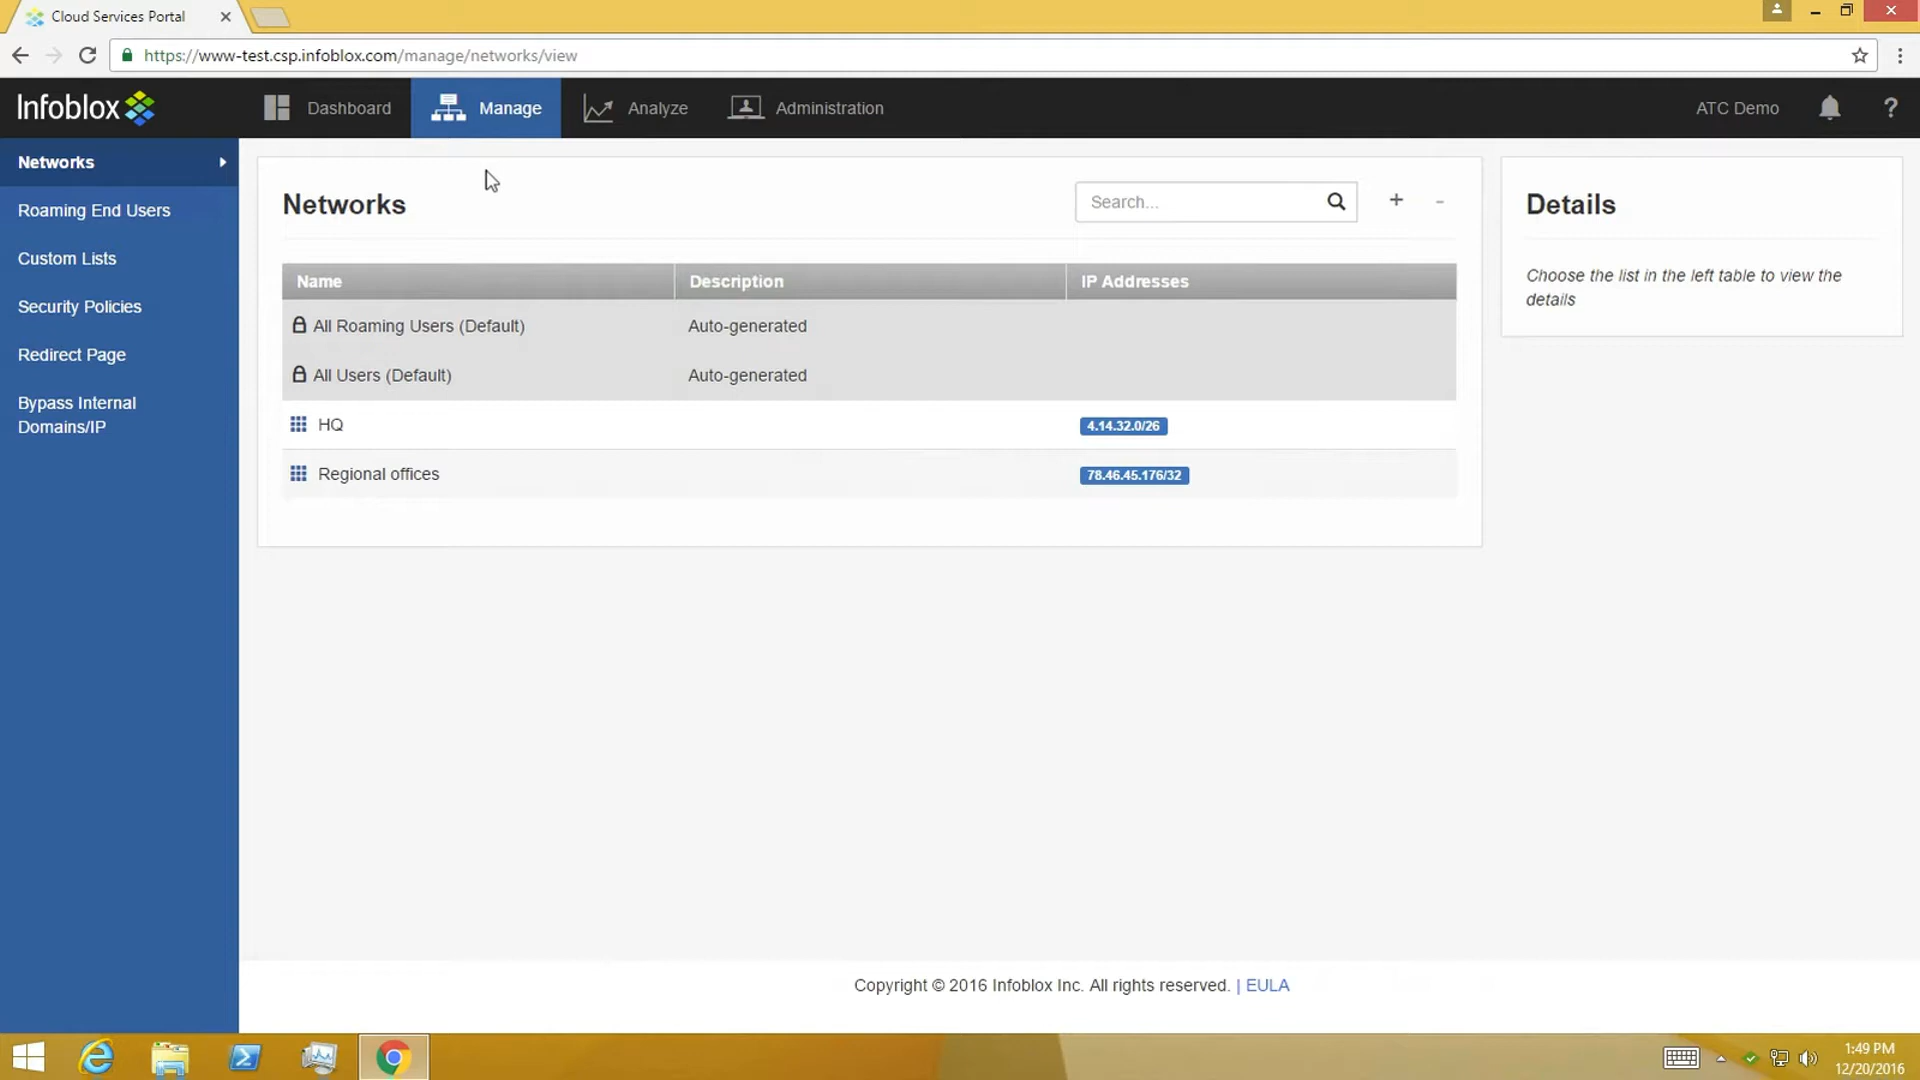 Cloud Services Portal
https://www-test.csp.infoblox.com/manage/networks/view
Infoblox
Dashboard
Manage
Analyze
Administration
ATC Demo
?
Networks
Roaming End Users
Custom Lists
Security Policies
Redirect Page
Bypass Internal
Domains/IP
Networks
Search...
+
-
Name Description IP Addresses
All Roaming Users (Default) Auto-generated
All Users (Default) Auto-generated
HQ 4.14.32.0/26
Regional offices 78.46.45.176/32
Details
Choose the list in the left table to view the
details
Copyright © 2016 Infoblox Inc. All rights reserved. | EULA
1:49 PM
12/20/2016